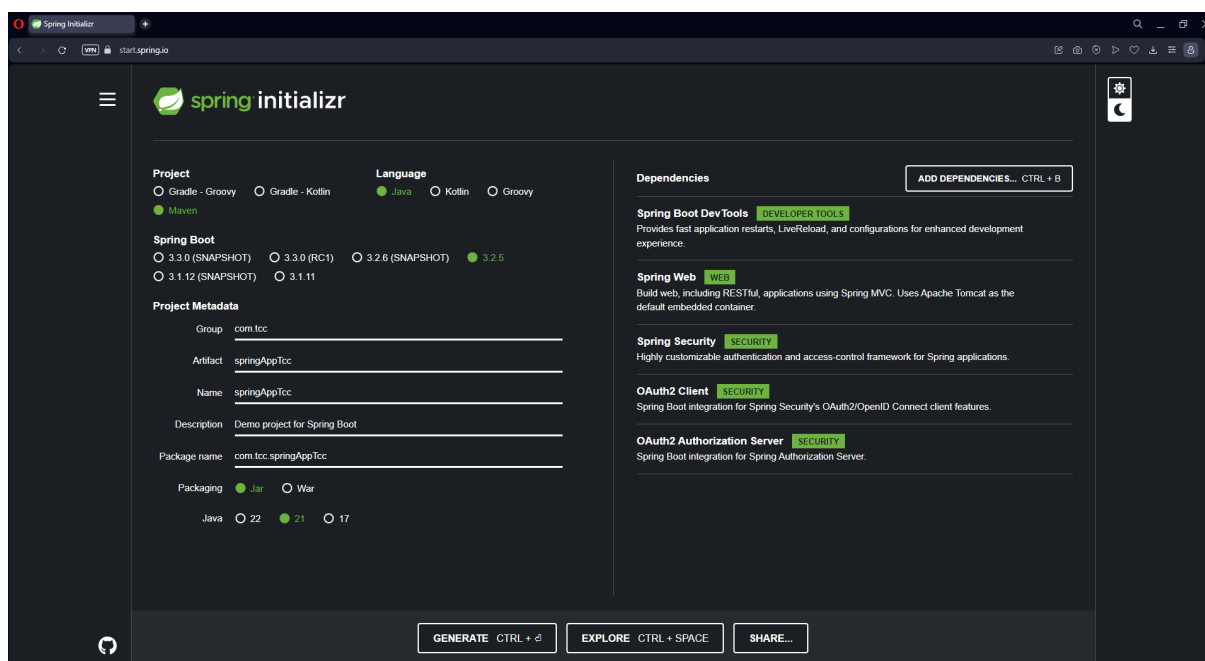 Spring Initializr
VPN start.spring.io
spring initializr
Project
Gradle - Groovy Gradle - Kotlin
Maven
Language
Java Kotlin Groovy
Spring Boot
3.3.0 (SNAPSHOT) 3.3.0 (RC1) 3.2.6 (SNAPSHOT) 3.2.5
3.1.12 (SNAPSHOT) 3.1.11
Project Metadata
Group com.tcc
Artifact springAppTcc
Name springAppTcc
Description Demo project for Spring Boot
Package name com.tcc.springAppTcc
Packaging Jar War
Java 22 21 17
Dependencies
ADD DEPENDENCIES... CTRL + B
Spring Boot DevTools DEVELOPER TOOLS
Provides fast application restarts, LiveReload, and configurations for enhanced development
experience.
Spring Web WEB
Build web, including RESTful, applications using Spring MVC. Uses Apache Tomcat as the
default embedded container.
Spring Security SECURITY
Highly customizable authentication and access-control framework for Spring applications.
OAuth2 Client SECURITY
Spring Boot integration for Spring Security's OAuth2/OpenID Connect client features.
OAuth2 Authorization Server SECURITY
Spring Boot integration for Spring Authorization Server.
GENERATE CTRL + ⏎ EXPLORE CTRL + SPACE SHARE...